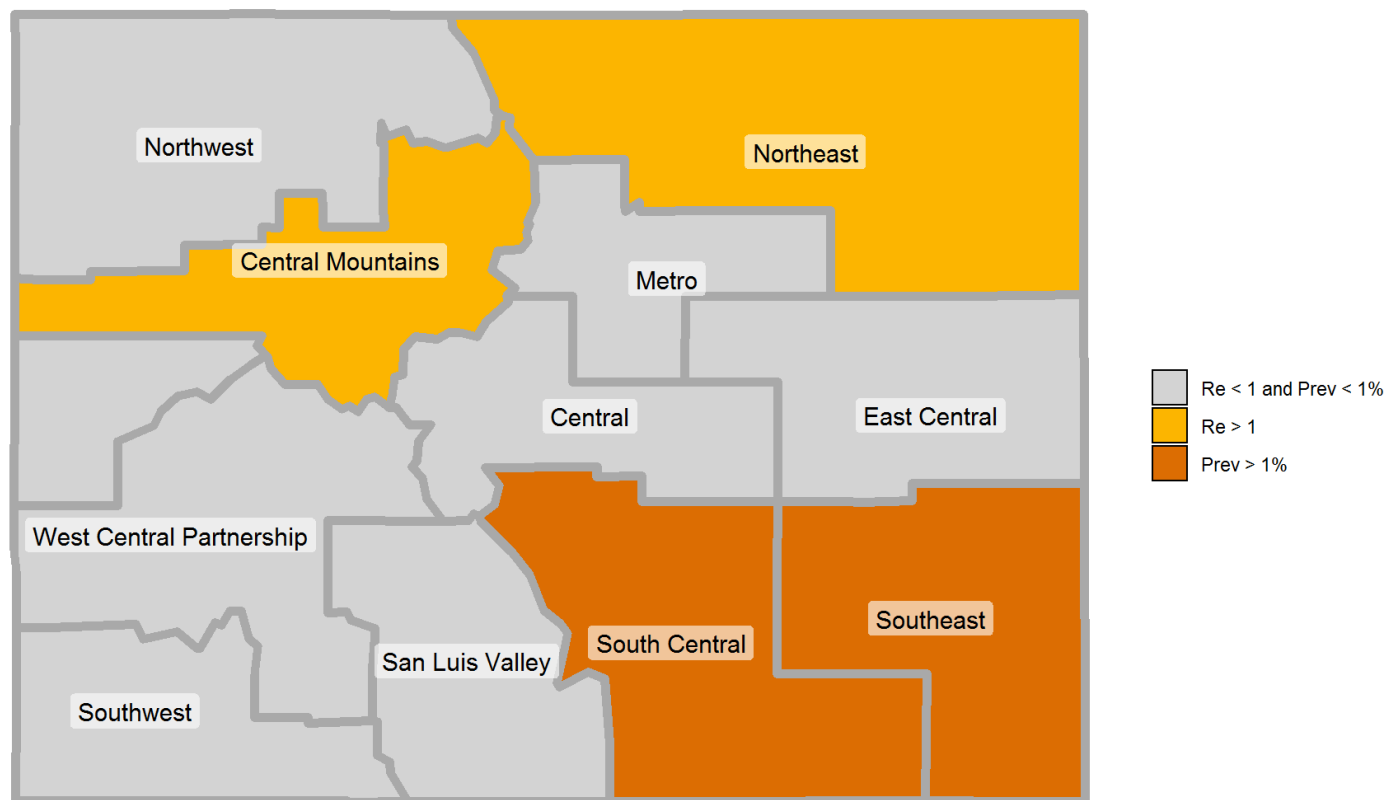 Northwest
Northeast
Central Mountains
Metro
Central
East Central
West Central Partnership
Southeast
South Central
San Luis Valley
Southwest
Re < 1 and Prev < 1%
Re > 1
Prev > 1%